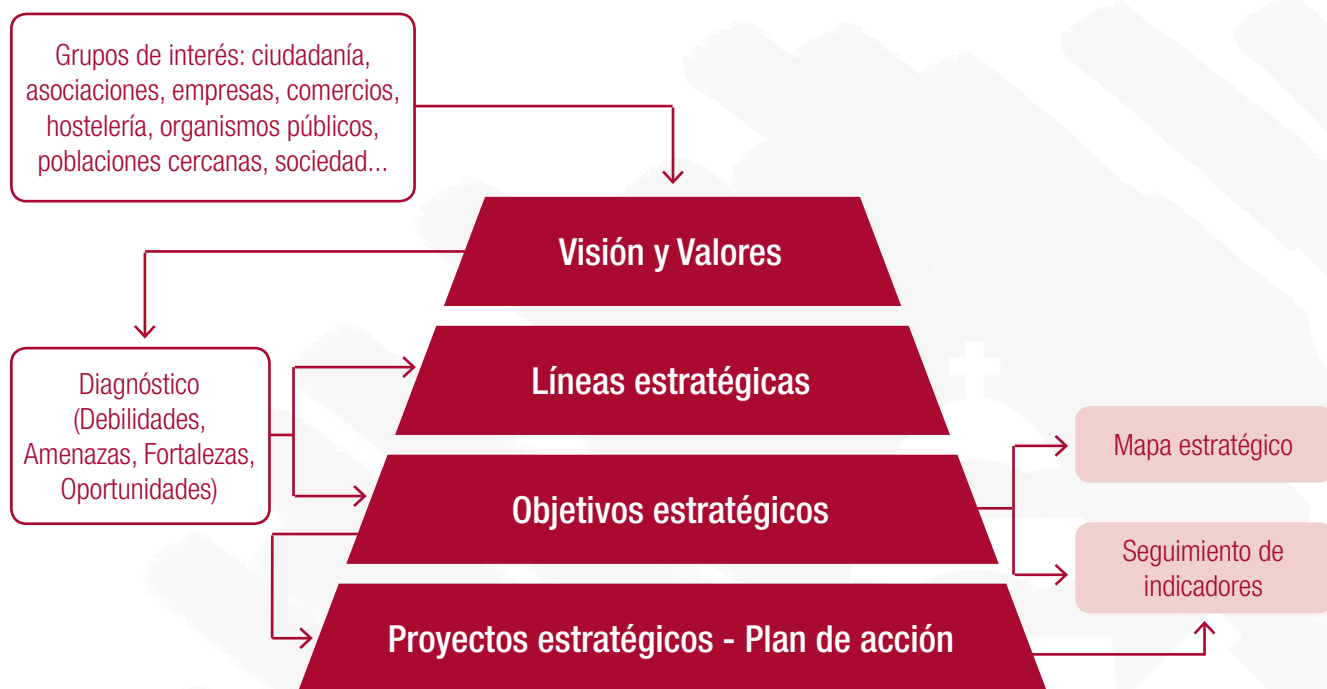 Grupos de interés: ciudadanía,
asociaciones, empresas, comercios,
hostelería, organismos públicos,
poblaciones cercanas, sociedad...
Visión y Valores
Diagnóstico
(Debilidades,
Amenazas, Fortalezas,
Oportunidades)
Líneas estratégicas
Objetivos estratégicos
Mapa estratégico
Seguimiento de
indicadores
Proyectos estratégicos - Plan de acción